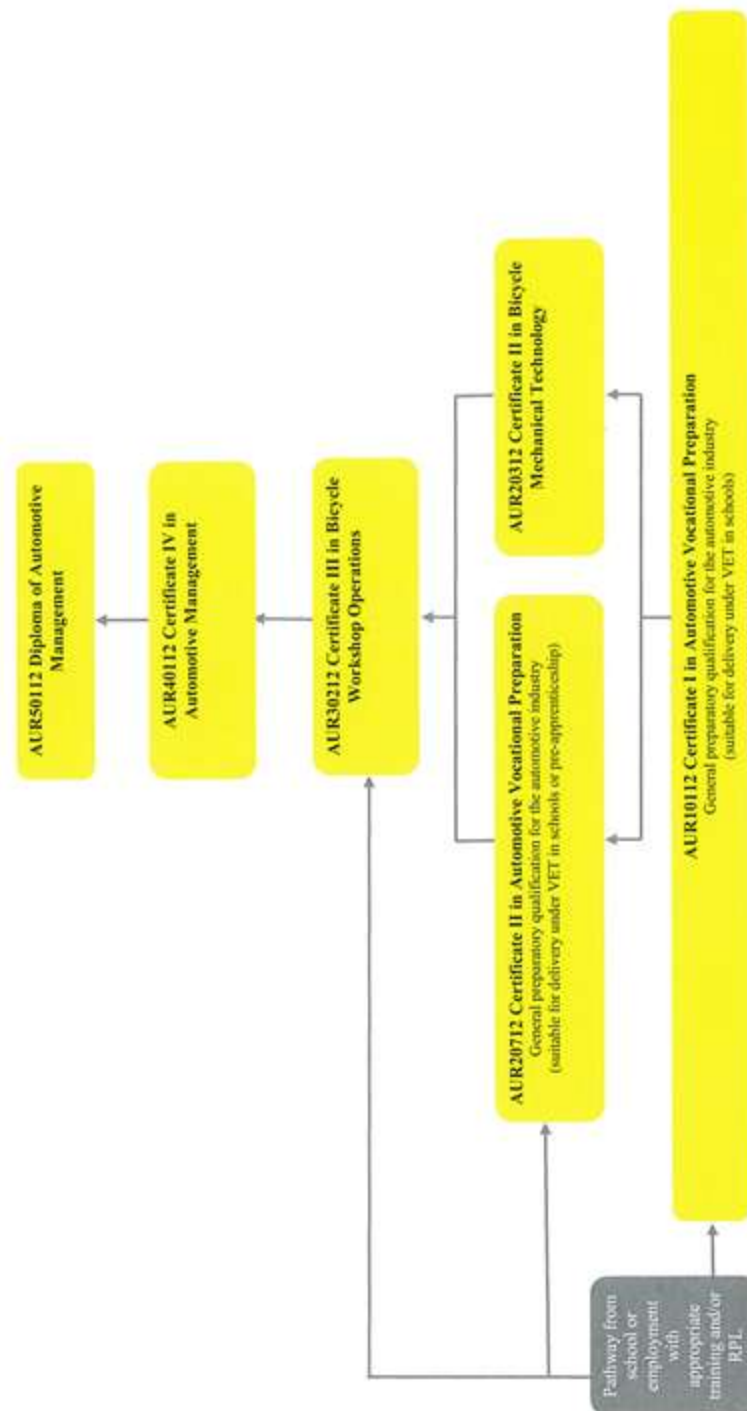 AUR50112 Diploma of Automotive
Management
AUR40112 Certificate IV in
Automotive Management
AUR30212 Certificate III in Bicycle
Workshop Operations
AUR20712 Certificate II in Automotive Vocational Preparation
General preparatory qualification for the automotive industry
(suitable for delivery under VET in schools or pre-apprenticeship)
AUR20312 Certificate II in Bicycle
Mechanical Technology
Pathway from
school or
employment
with
appropriate
training and/or
RPL
AUR10112 Certificate I in Automotive Vocational Preparation
General preparatory qualification for the automotive industry
(suitable for delivery under VET in schools)